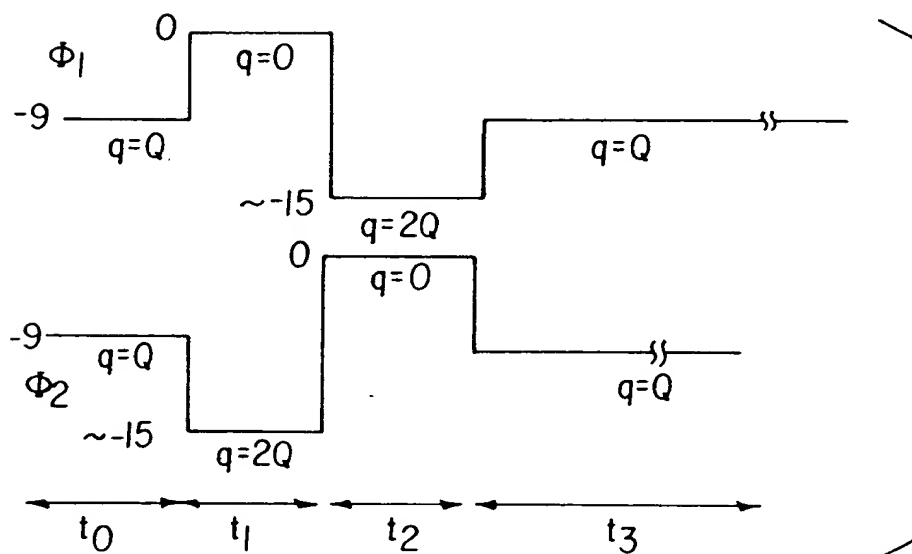 0
Φ1
q=0
-9
q=Q
q=Q
~-15
q=2Q
0
q=0
-9
q=Q
q=Q
Φ2
~-15
q=2Q
t0 t1 t2 t3